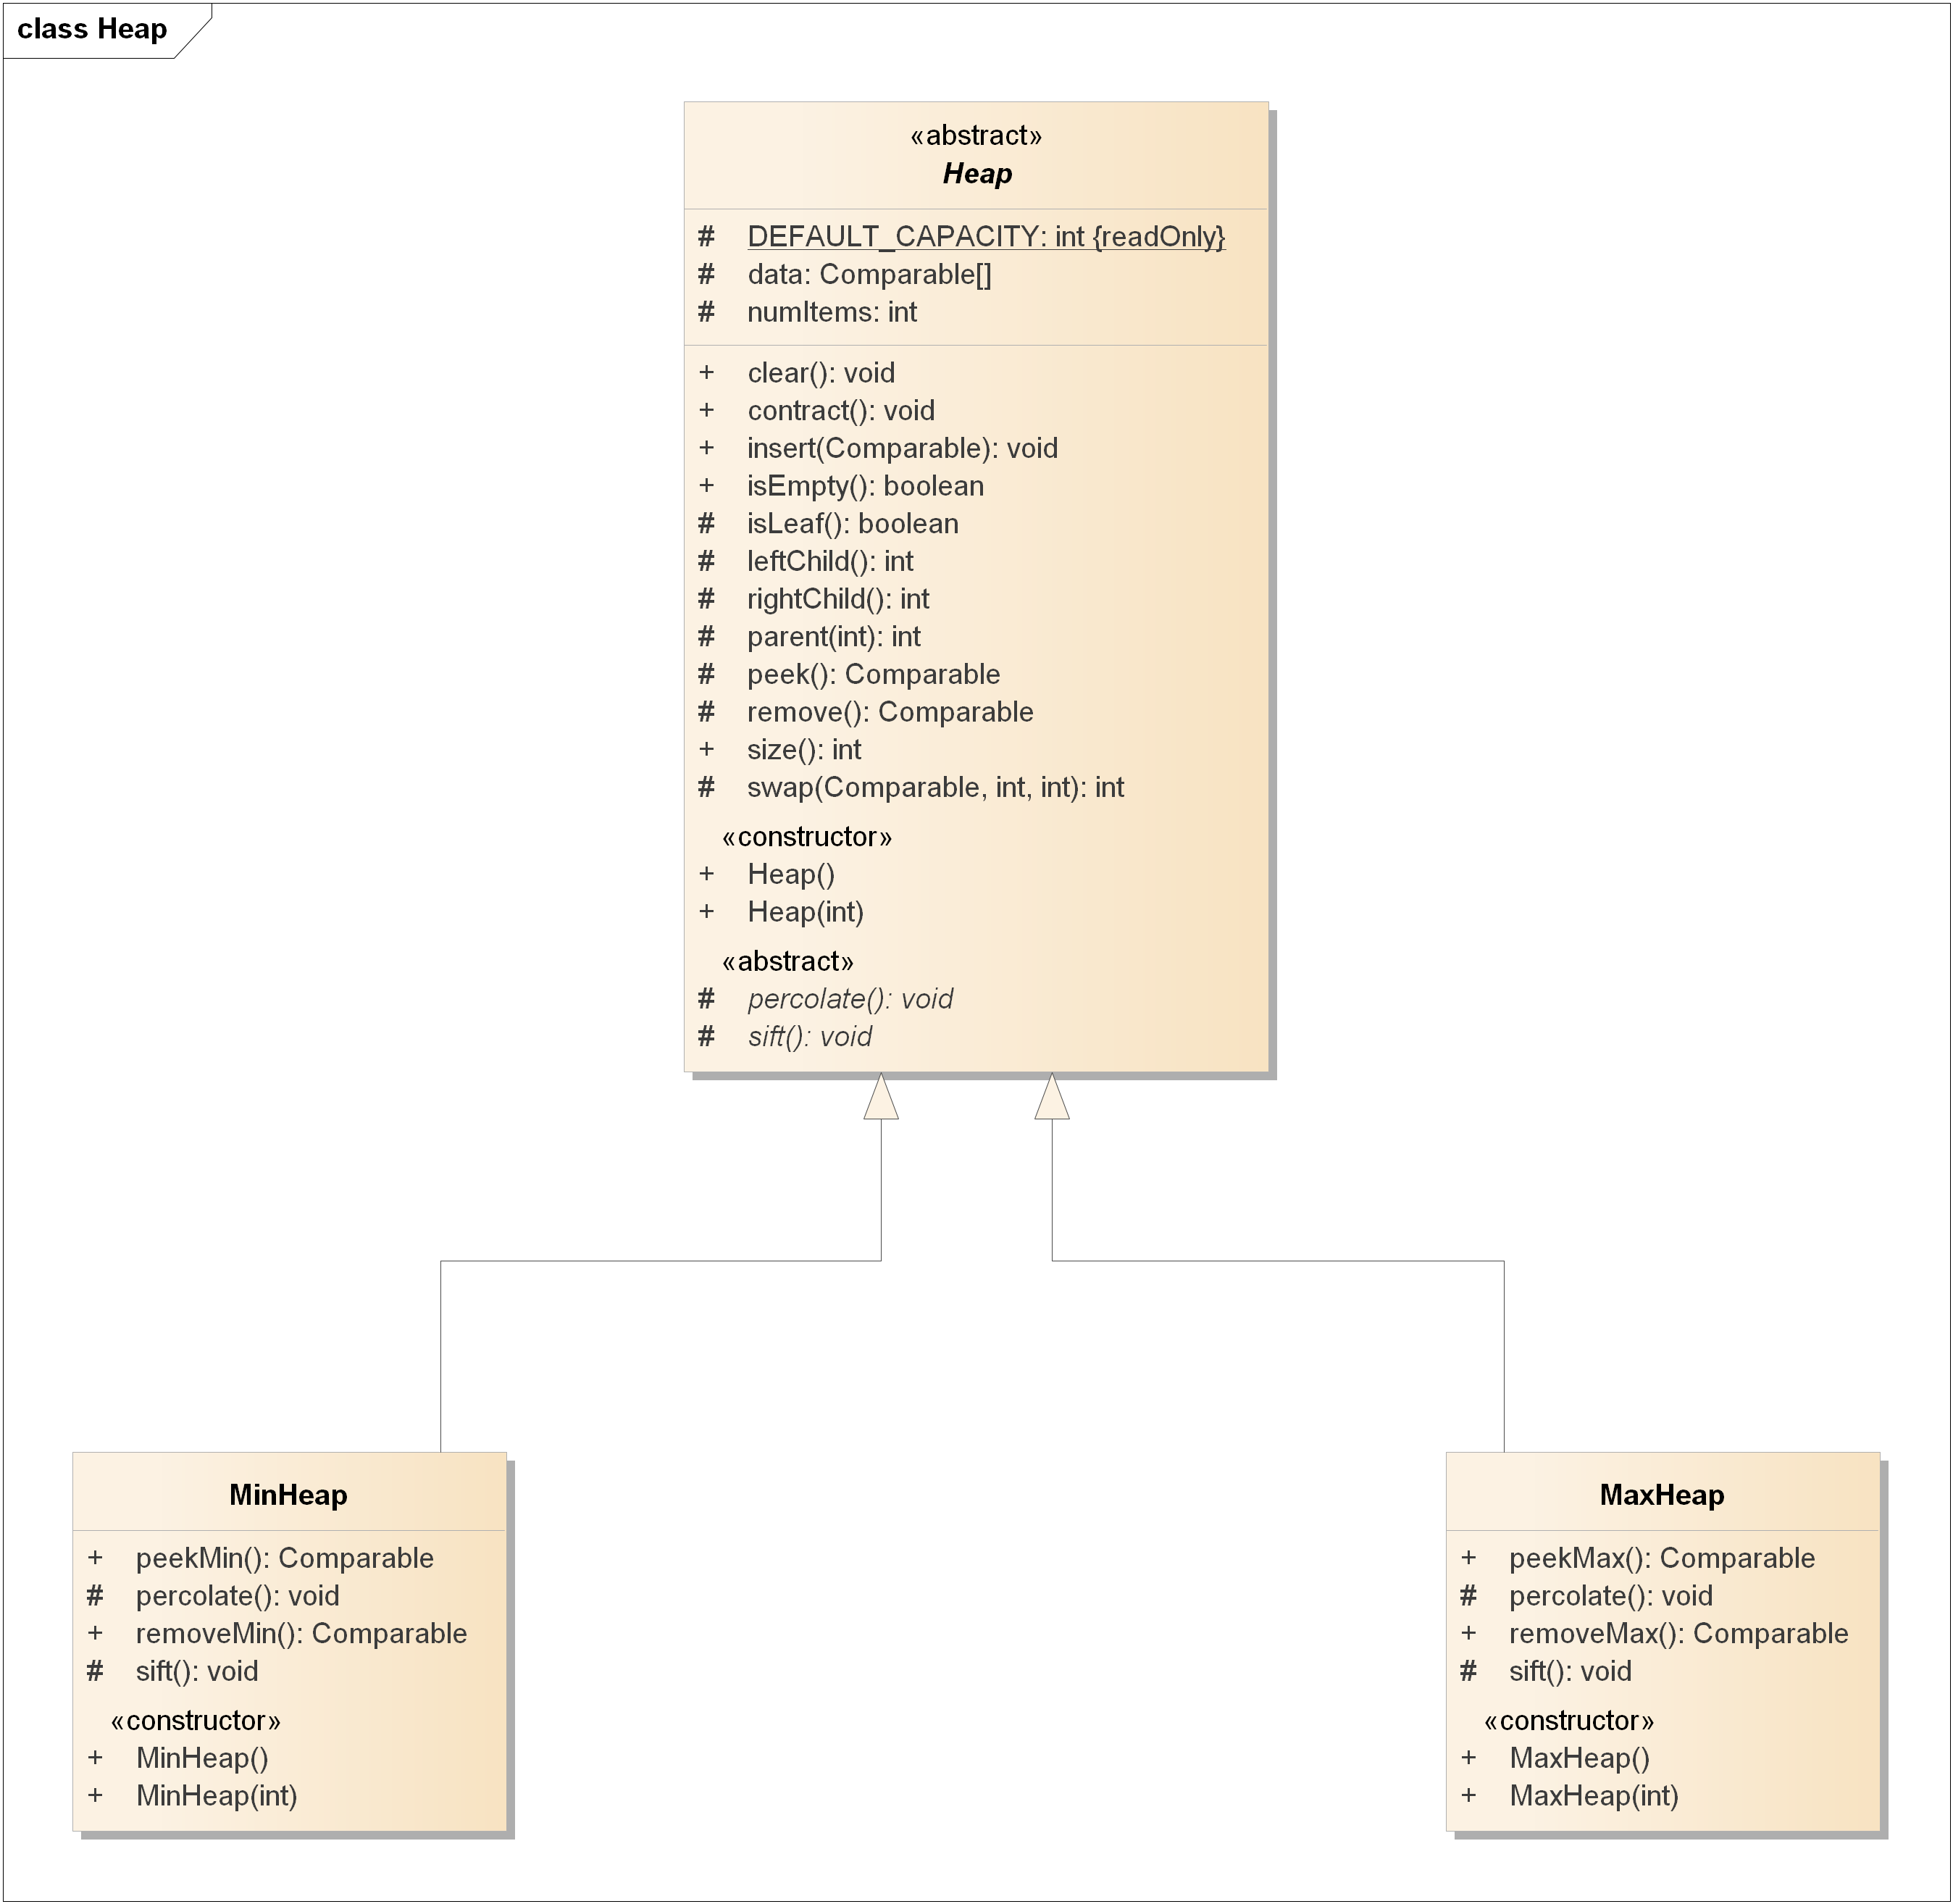 class Heap
«abstract»
Heap
# DEFAULT_CAPACITY: int {readOnly}
# data: Comparable[]
# numItems: int
+ clear(): void
+ contract(): void
+ insert(Comparable): void
+ isEmpty(): boolean
# isLeaf(): boolean
# leftChild(): int
# rightChild(): int
# parent(int): int
# peek(): Comparable
# remove(): Comparable
+ size(): int
# swap(Comparable, int, int): int
«constructor»
+ Heap()
+ Heap(int)
«abstract»
# percolate(): void
# sift(): void
MinHeap
+ peekMin(): Comparable
# percolate(): void
+ removeMin(): Comparable
# sift(): void
«constructor»
+ MinHeap()
+ MinHeap(int)
MaxHeap
+ peekMax(): Comparable
# percolate(): void
+ removeMax(): Comparable
# sift(): void
«constructor»
+ MaxHeap()
+ MaxHeap(int)